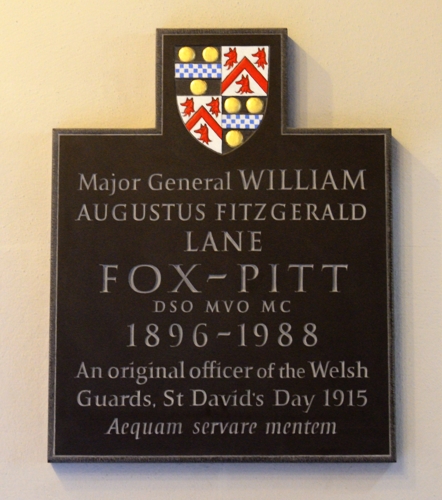 Major General WILLIAM
AUGUSTUS FITZGERALD
LANE
FOX-PITT
DSO MVO MC
1896-1988
An original officer of the Welsh
Guards, St David's Day 1915
Aequam servare mentem